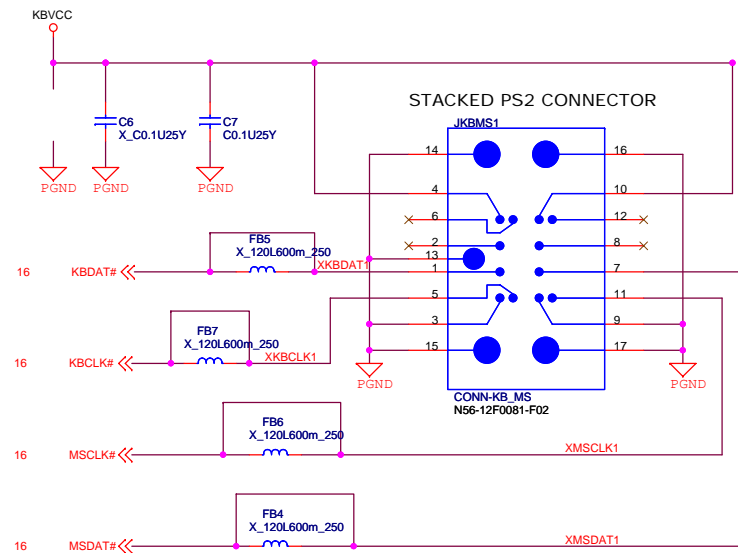 KBVCC
STACKED PS2 CONNECTOR
C6
X_C0.1U25Y
C7
C0.1U25Y
JKBMS1
PGND PGND PGND
14
16
4
10
6
12
2
8
13
1
7
5
11
3
9
15
17
FB5
X_120L600m_250
16 KBDAT# XKBDAT1
FB7
X_120L600m_250
16 KBCLK# XKBCLK1
PGND PGND
CONN-KB_MS
N56-12F0081-F02
FB6
X_120L600m_250
16 MSCLK# XMSCLK1
FB4
X_120L600m_250
16 MSDAT# XMSDAT1